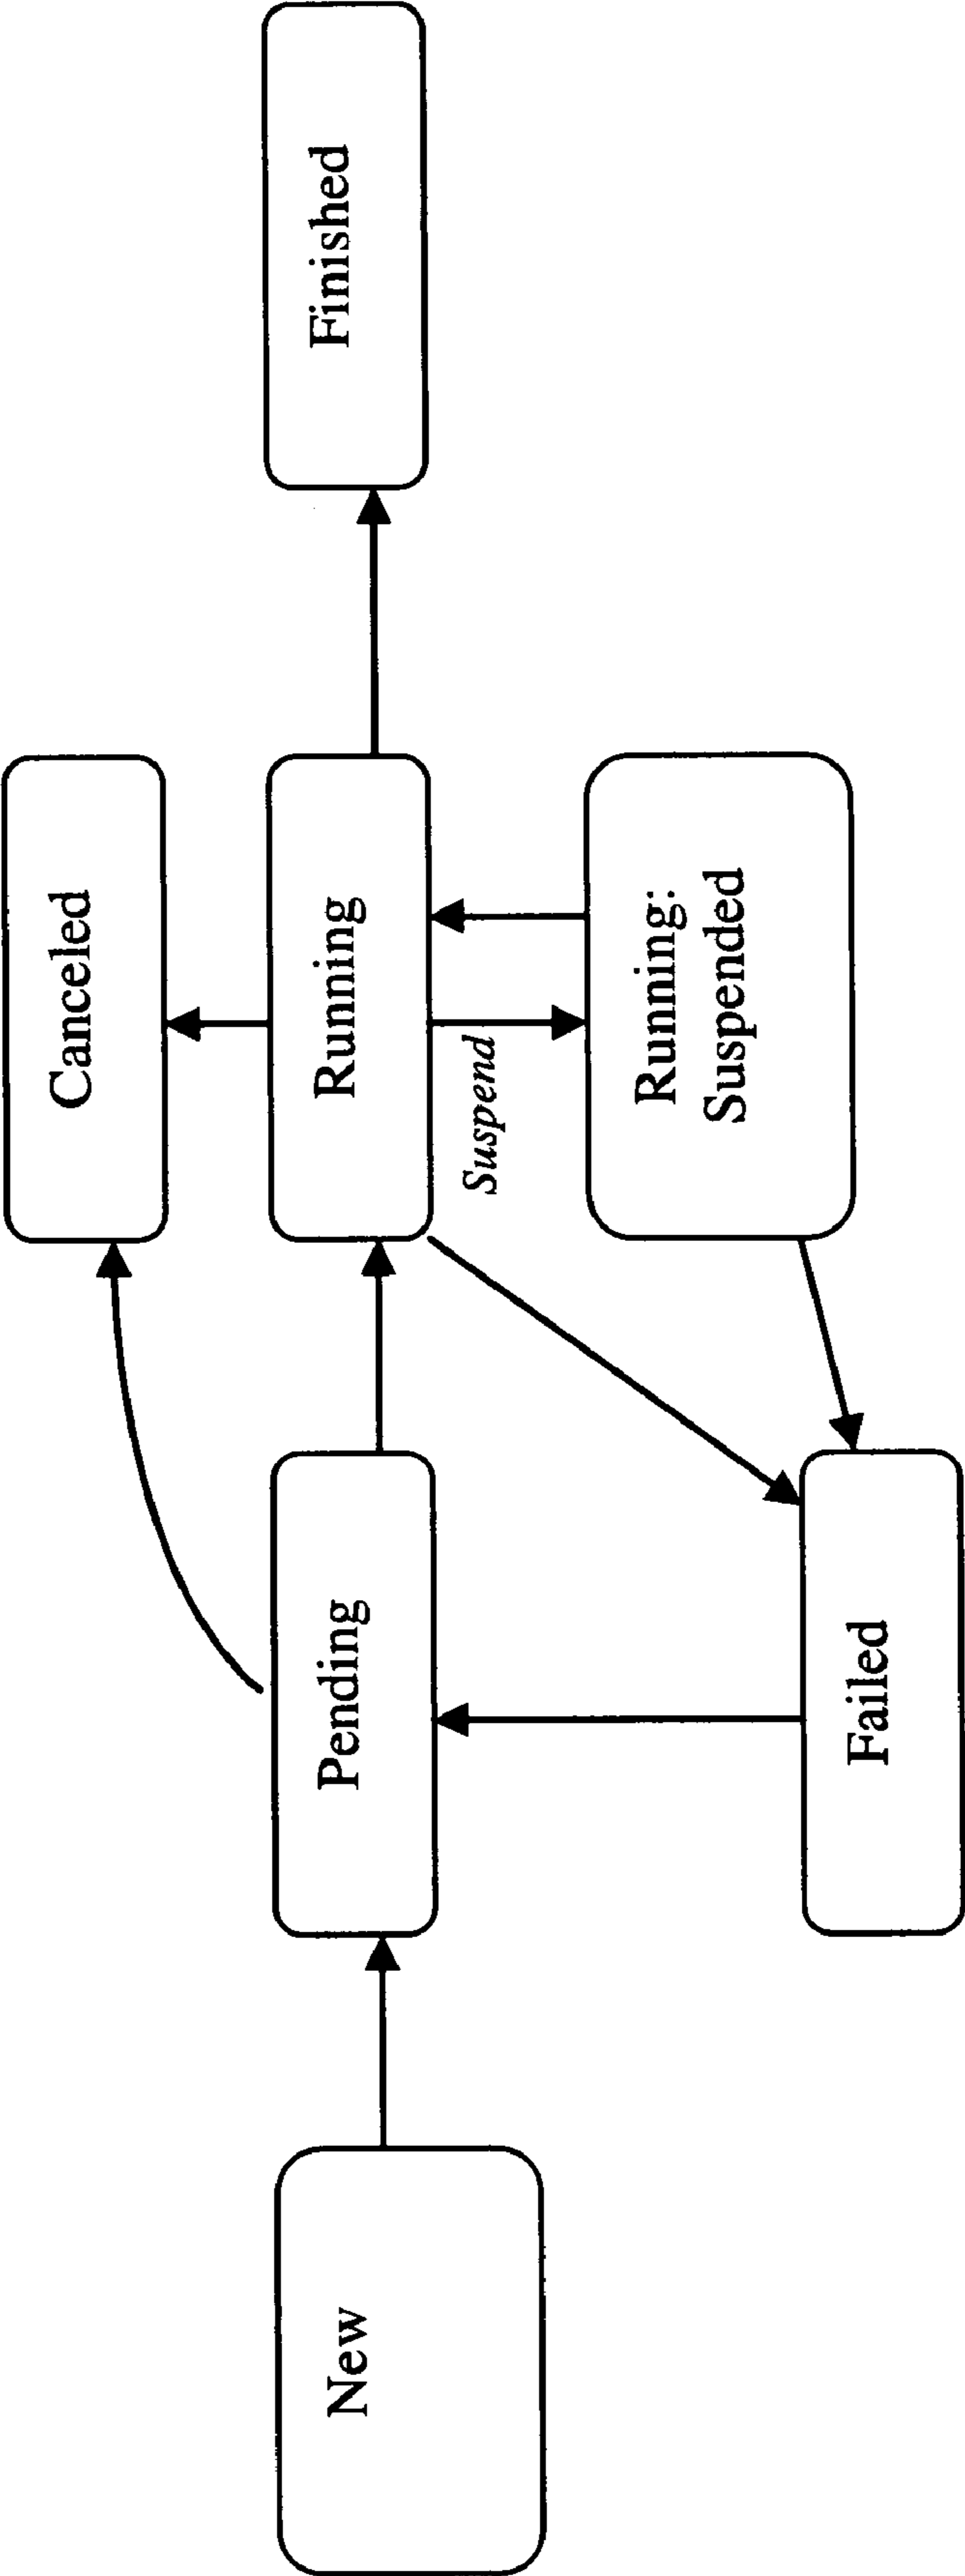 Canceled
New
Pending
Running
Finished
Suspend
Running:
Suspended
Failed